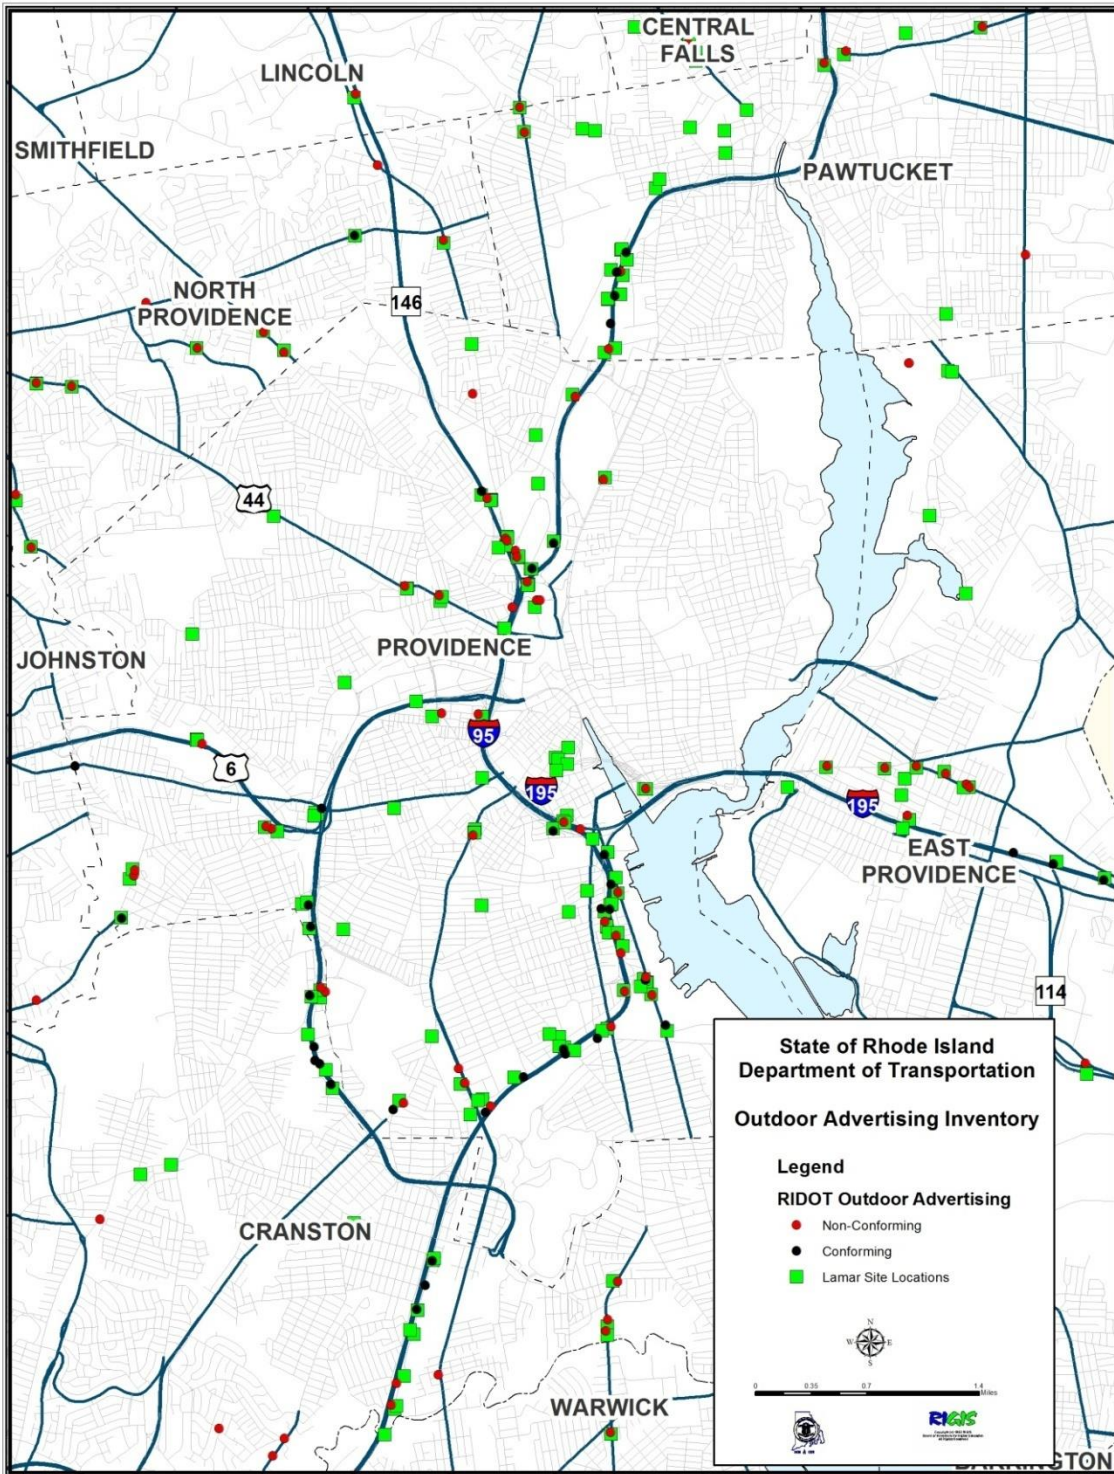 CENTRAL
FALLS
LINCOLN
SMITHFIELD
PAWTUCKET
NORTH
PROVIDENCE
146
44
PROVIDENCE
JOHNSTON
95
6
195
195
EAST
PROVIDENCE
114
CRANSTON
WARWICK
State of Rhode Island
Department of Transportation
Outdoor Advertising Inventory
Legend
RIDOT Outdoor Advertising
Non-Conforming
Conforming
Lamar Site Locations
N
W E
S
0 0.35 0.7 1.4
Miles
RIGIS
BARRINGTON